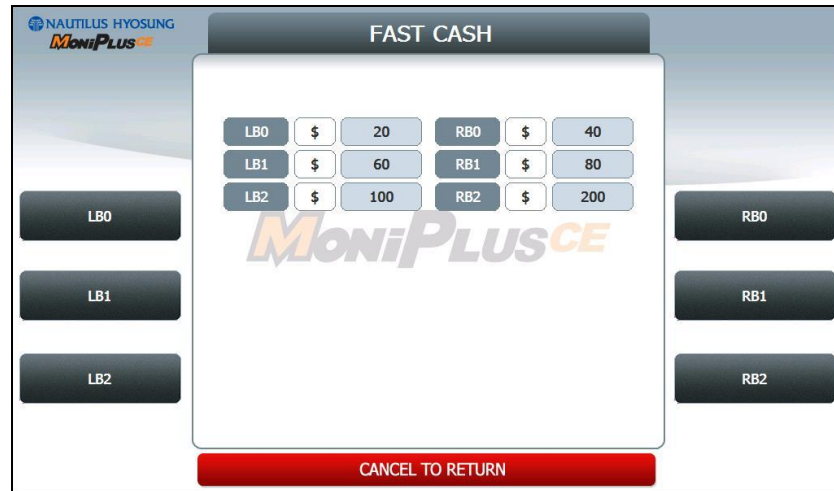 NAUTILUS HYOSUNG
MoniPlusCE
FAST CASH
LB0 $ 20 RB0 $ 40
LB1 $ 60 RB1 $ 80
LB2 $ 100 RB2 $ 200
MoniPlusCE
LB0
RB0
LB1
RB1
LB2
RB2
CANCEL TO RETURN